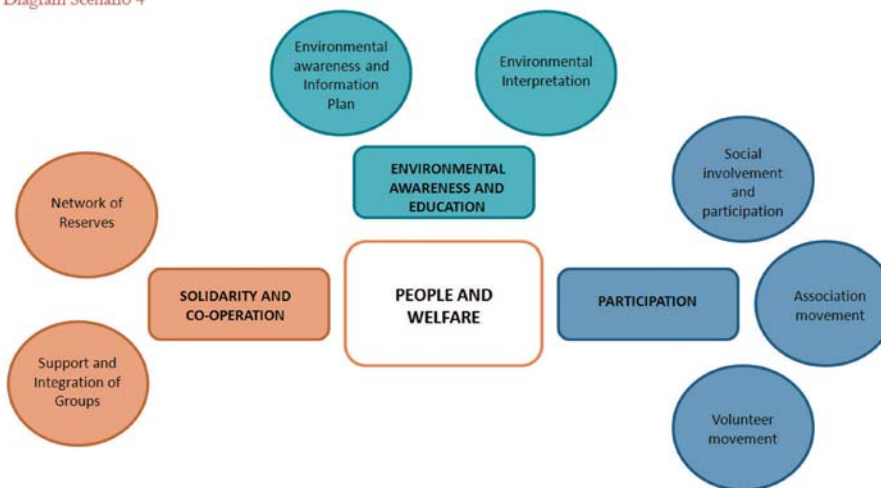 Diagram Scenario 4
Environmental
awareness and
Information
Plan
Environmental
Interpretation
ENVIRONMENTAL
AWARENESS AND
EDUCATION
Social
involvement
and
participation
Network of
Reserves
SOLIDARITY AND
CO-OPERATION
PEOPLE AND
WELFARE
PARTICIPATION
Association
movement
Support and
Integration of
Groups
Volunteer
movement